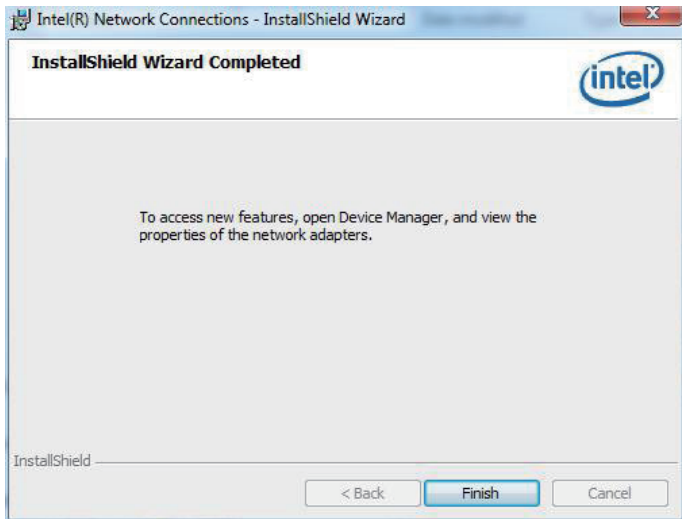 Intel(R) Network Connections - InstallShield Wizard
InstallShield Wizard Completed
intel
To access new features, open Device Manager, and view the
properties of the network adapters.
InstallShield
< Back
Finish
Cancel